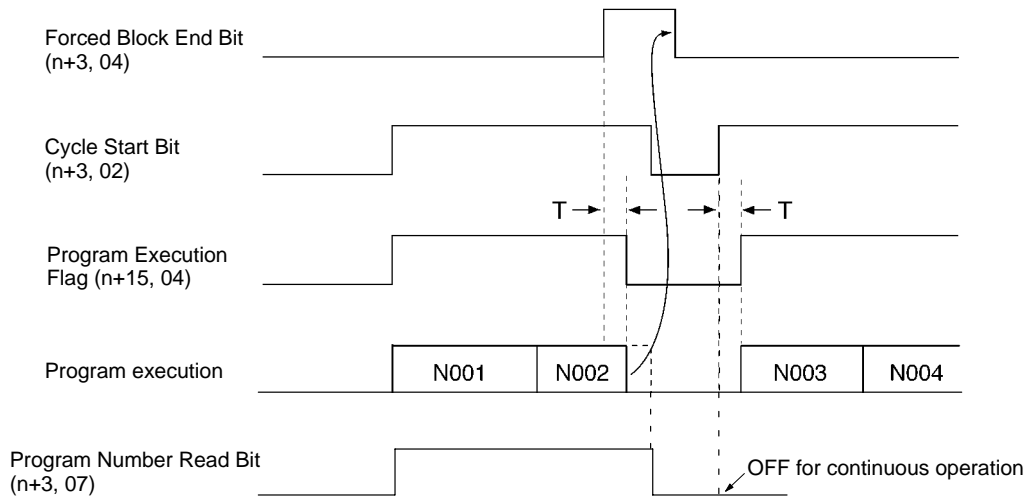 Forced Block End Bit
(n+3, 04)
Cycle Start Bit
(n+3, 02)
T
T
Program Execution
Flag (n+15, 04)
Program execution
N001
N002
N003
N004
Program Number Read Bit
(n+3, 07)
OFF for continuous operation